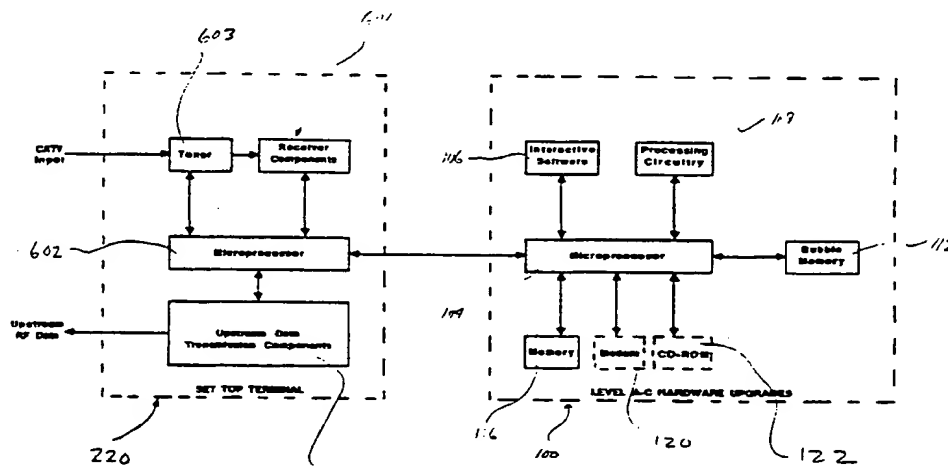 603
CATV
Input
Tuner
Receiver
Components
602
Microprocessor
Upstream
RF Data
Upstream Data
Transmission Components
SET TOP TERMINAL
220
Interactive
Software
Processing
Circuitry
Microprocessor
Bubble
Memory
112
Memory
Modem
CD-ROM
LEVEL A-C HARDWARE UPGRADES
100
120
122